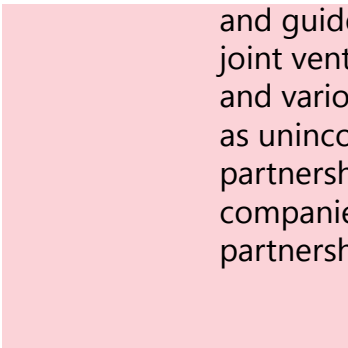 and guid
joint vent
and vario
as uninco
partnersh
companie
partnersh